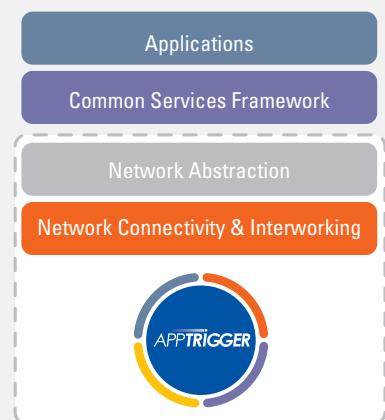 Applications
Common Services Framework
Network Abstraction
Network Connectivity & Interworking
APPTRIGGER